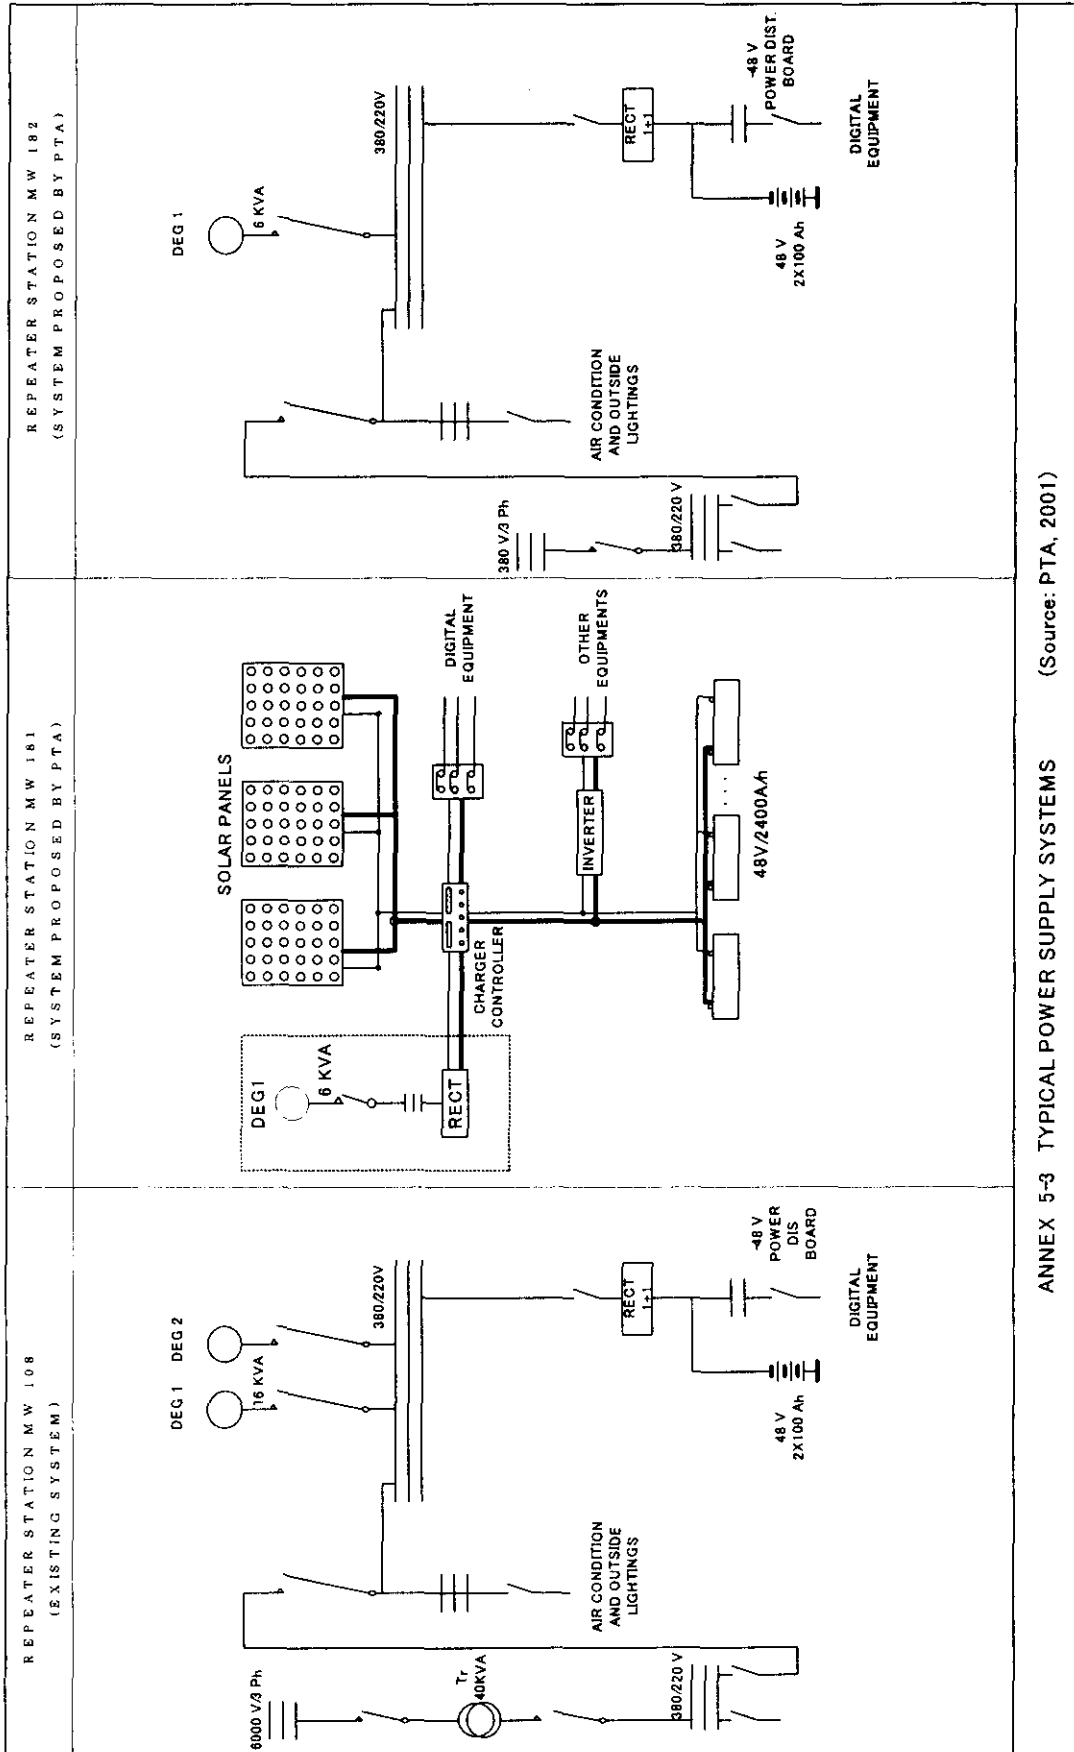 REPEATER STATION MW 108
(EXISTING SYSTEM)
6000 V/3 Ph
Tr
40KVA
380/220 V
AIR CONDITION
AND OUTSIDE
LIGHTINGS
DEG 1
DEG 2
16 KVA
380/220V
RECT
1+1
48 V
2X100 Ah
-48 V
POWER
DIS
BOARD
DIGITAL
EQUIPMENT
REPEATER STATION MW 181
(SYSTEM PROPOSED BY PTA)
DEG1
6 KVA
RECT
SOLAR PANELS
CHARGER
CONTROLLER
DIGITAL
EQUIPMENT
INVERTER
OTHER
EQUIPMENTS
48V/2400A/h
REPEATER STATION MW 182
(SYSTEM PROPOSED BY PTA)
380 V/3 Ph
380/220 V
AIR CONDITION
AND OUTSIDE
LIGHTINGS
DEG 1
6 KVA
380/220V
RECT
1+1
48 V
2X100 Ah
-48 V
POWER DIST.
BOARD
DIGITAL
EQUIPMENT
ANNEX 5-3 TYPICAL POWER SUPPLY SYSTEMS (Source: PTA, 2001)